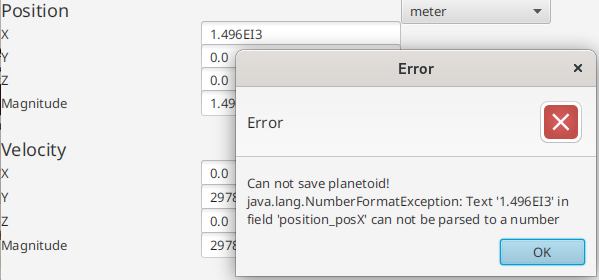 Position
meter
X 1.496EI3
Y 0.0
Z 0.0
Magnitude 1.49
Velocity
X 0.0
Y 2978
Z 0.0
Magnitude 2978
Error
Error
Can not save planetoid!
java.lang.NumberFormatException: Text '1.496EI3' in
field 'position_posX' can not be parsed to a number
OK